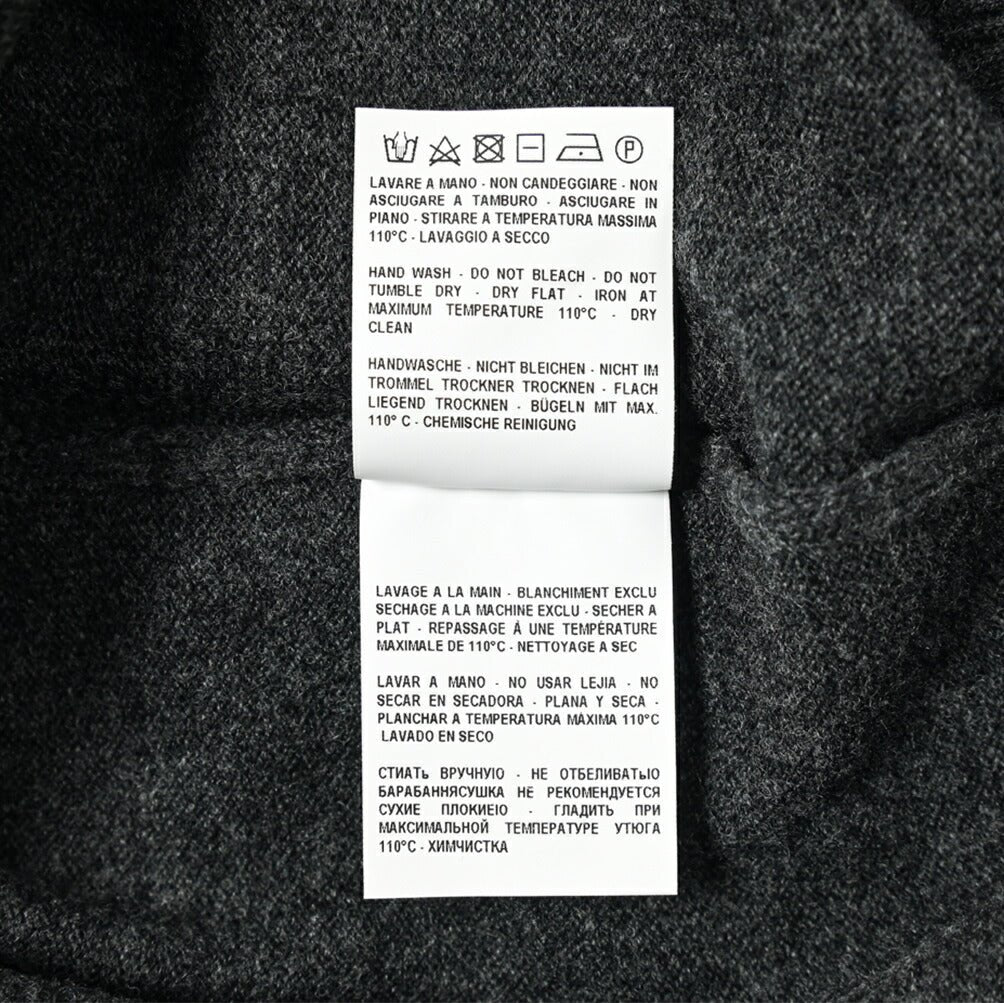 P
LAVARE A MANO - NON CANDEGGIARE - NON
ASCIUGARE A TAMBURO - ASCIUGARE IN
PIANO - STIRARE A TEMPERATURA MASSIMA
110°C - LAVAGGIO A SECCO
HAND WASH - DO NOT BLEACH - DO NOT
TUMBLE DRY - DRY FLAT - IRON AT
MAXIMUM TEMPERATURE 110°C - DRY
CLEAN
HANDWASCHE - NICHT BLEICHEN - NICHT IM
TROMMEL TROCKNER TROCKNEN - FLACH
LIEGEND TROCKNEN - BÜGELN MIT MAX.
110° C - CHEMISCHE REINIGUNG
LAVAGE A LA MAIN - BLANCHIMENT EXCLU
SECHAGE A LA MACHINE EXCLU - SECHER A
PLAT - REPASSAGE À UNE TEMPÉRATURE
MAXIMALE DE 110°C - NETTOYAGE A SEC
LAVAR A MANO - NO USAR LEJIA - NO
SECAR EN SECADORA - PLANA Y SECA -
PLANCHAR A TEMPERATURA MÁXIMA 110°C
LAVADO EN SECO
СТИАТЬ ВРУЧНУЮ - НЕ ОТБЕЛИВАТЬЮ
БАРАБАННЯСУШКА НЕ РЕКОМЕНДУЕТСЯ
СУХИЕ ПЛОКИЕЮ - ГЛАДИТЬ ПРИ
МАКСИМАЛЬНОЙ ТЕМПЕРАТУРЕ УТЮГА
110°C - ХИМЧИСТКА